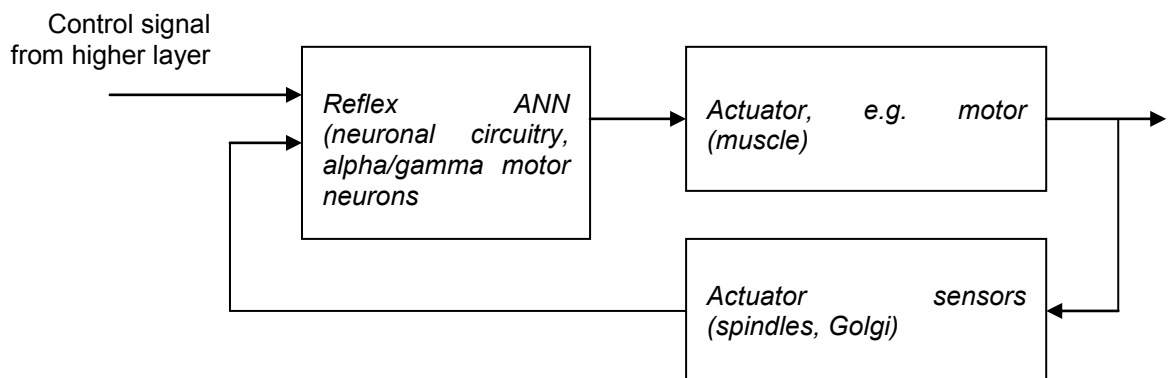 Control signal
from higher layer
Reflex ANN
(neuronal circuitry,
alpha/gamma motor
neurons
Actuator, e.g. motor
(muscle)
Actuator sensors
(spindles, Golgi)